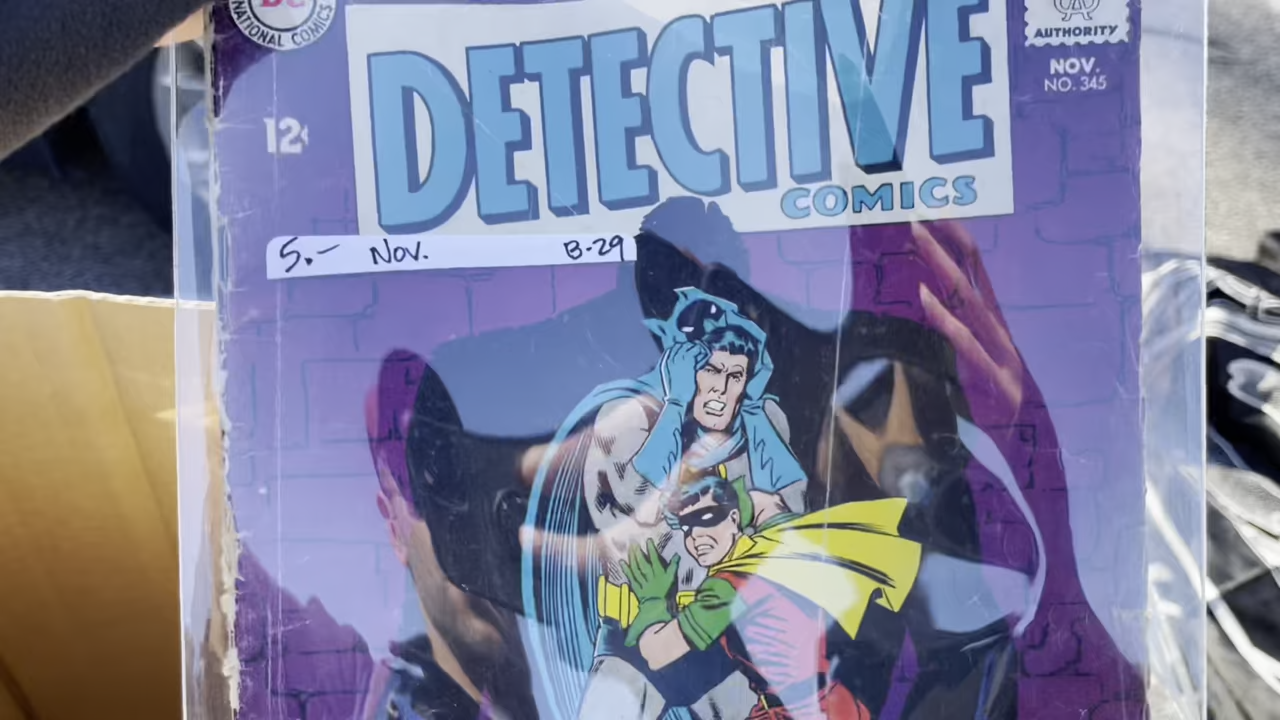 DC
NATIONAL COMICS
DETECTIVE
COMICS
12¢
AUTHORITY
NOV.
NO. 345
5.- Nov. B-29